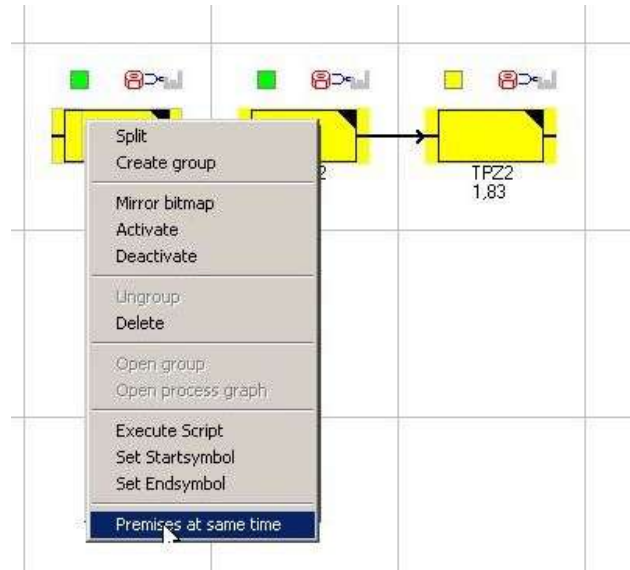 Split
Create group
Mirror bitmap
Activate
Deactivate
Ungroup
Delete
Open group
Open process graph
Execute Script
Set Startsymbol
Set Endsymbol
Premises at same time
2
TPZ2
1,83